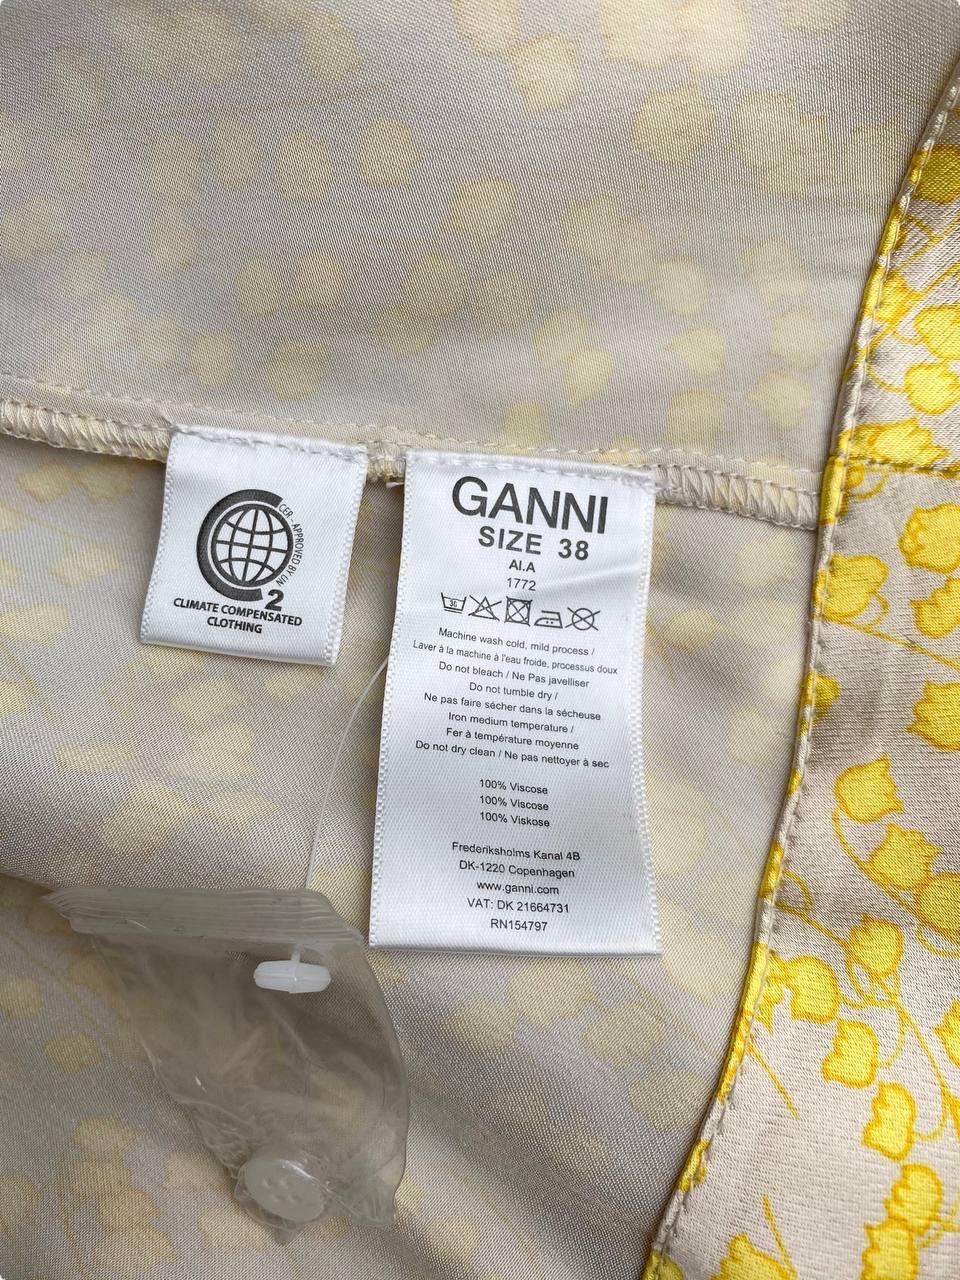 CER - APPROVED BY UN
2
CLIMATE COMPENSATED
CLOTHING
GANNI
SIZE 38
AI.A
1772
30
Machine wash cold, mild process /
Laver à la machine à l'eau froide, processus doux
Do not bleach / Ne Pas javelliser
Do not tumble dry /
Ne pas faire sécher dans la sécheuse
Iron medium temperature /
Fer à température moyenne
Do not dry clean / Ne pas nettoyer à sec
100% Viscose
100% Viscose
100% Viskose
Frederiksholms Kanal 4B
DK-1220 Copenhagen
www.ganni.com
VAT: DK 21664731
RN154797